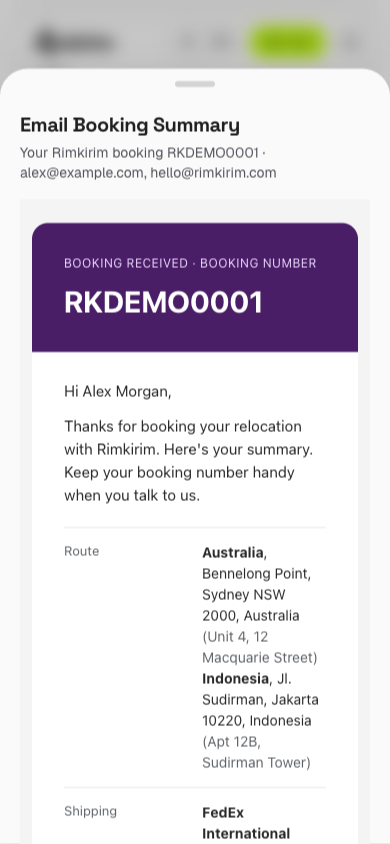 Email Booking Summary
Your Rimkirim booking RKDEMO0001 ·
alex@example.com, hello@rimkirim.com
BOOKING RECEIVED · BOOKING NUMBER
RKDEMO0001
Hi Alex Morgan,
Thanks for booking your relocation
with Rimkirim. Here's your summary.
Keep your booking number handy
when you talk to us.
Route
Australia,
Bennelong Point,
Sydney NSW
2000, Australia
(Unit 4, 12
Macquarie Street)
Indonesia, Jl.
Sudirman, Jakarta
10220, Indonesia
(Apt 12B,
Sudirman Tower)
Shipping
FedEx
International